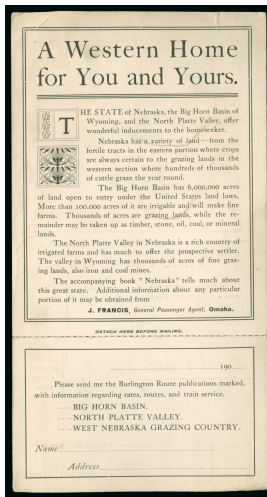 A Western Home
for You and Yours.
THE STATE of Nebraska, the Big Horn Basin of
Wyoming, and the North Platte Valley, offer
wonderful inducements to the homeseeker.
Nebraska has a variety of land—from the
fertile tracts in the eastern portion where crops
are always certain to the grazing lands in the
western section where hundreds of thousands
of cattle graze the year round.
The Big Horn Basin has 6,000,000 acres
of land open to entry under the United States land laws.
More than 100,000 acres of it are irrigable and will make fine
farms. Thousands of acres are grazing lands, while the re-
mainder may be taken up as timber, stone, oil, coal, or mineral
lands.
The North Platte Valley in Nebraska is a rich country of
irrigated farms and has much to offer the prospective settler.
The valley in Wyoming has thousands of acres of fine graz-
ing lands, also iron and coal mines.
The accompanying book "Nebraska" tells much about
this great state. Additional information about any particular
portion of it may be obtained from
J. FRANCIS, General Passenger Agent, Omaha.
DETACH HERE BEFORE MAILING.
190
Please send me the Burlington Route publications marked,
with information regarding rates, routes, and train service.
....BIG HORN BASIN.
....NORTH PLATTE VALLEY.
....WEST NEBRASKA GRAZING COUNTRY.
Name
Address